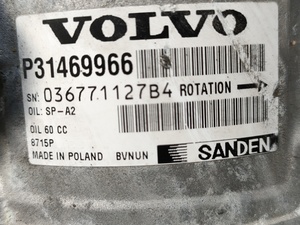 VOLVO
P31469966
SN: 036771127B4 ROTATION
OIL: SP-A2
OIL 60 CC
8715P
MADE IN POLAND BVNUN SANDEN